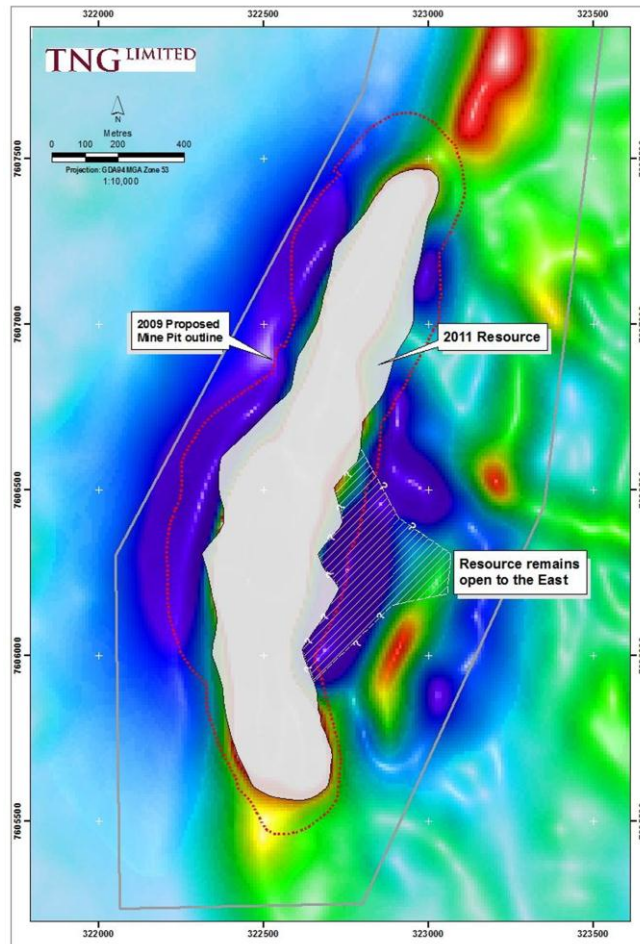 322000 322500 323000 323500
TNG LIMITED
N
Metres
0 200 400
Projection: GDA94 MGA Zone 53
1:10,000
7607500
2009 Proposed
Mine Pit outline
7607000
2011 Resource
7606500
? ? ?
Resource remains
open to the East
7606000
? ?
7605500
322000 322500 323000 323500